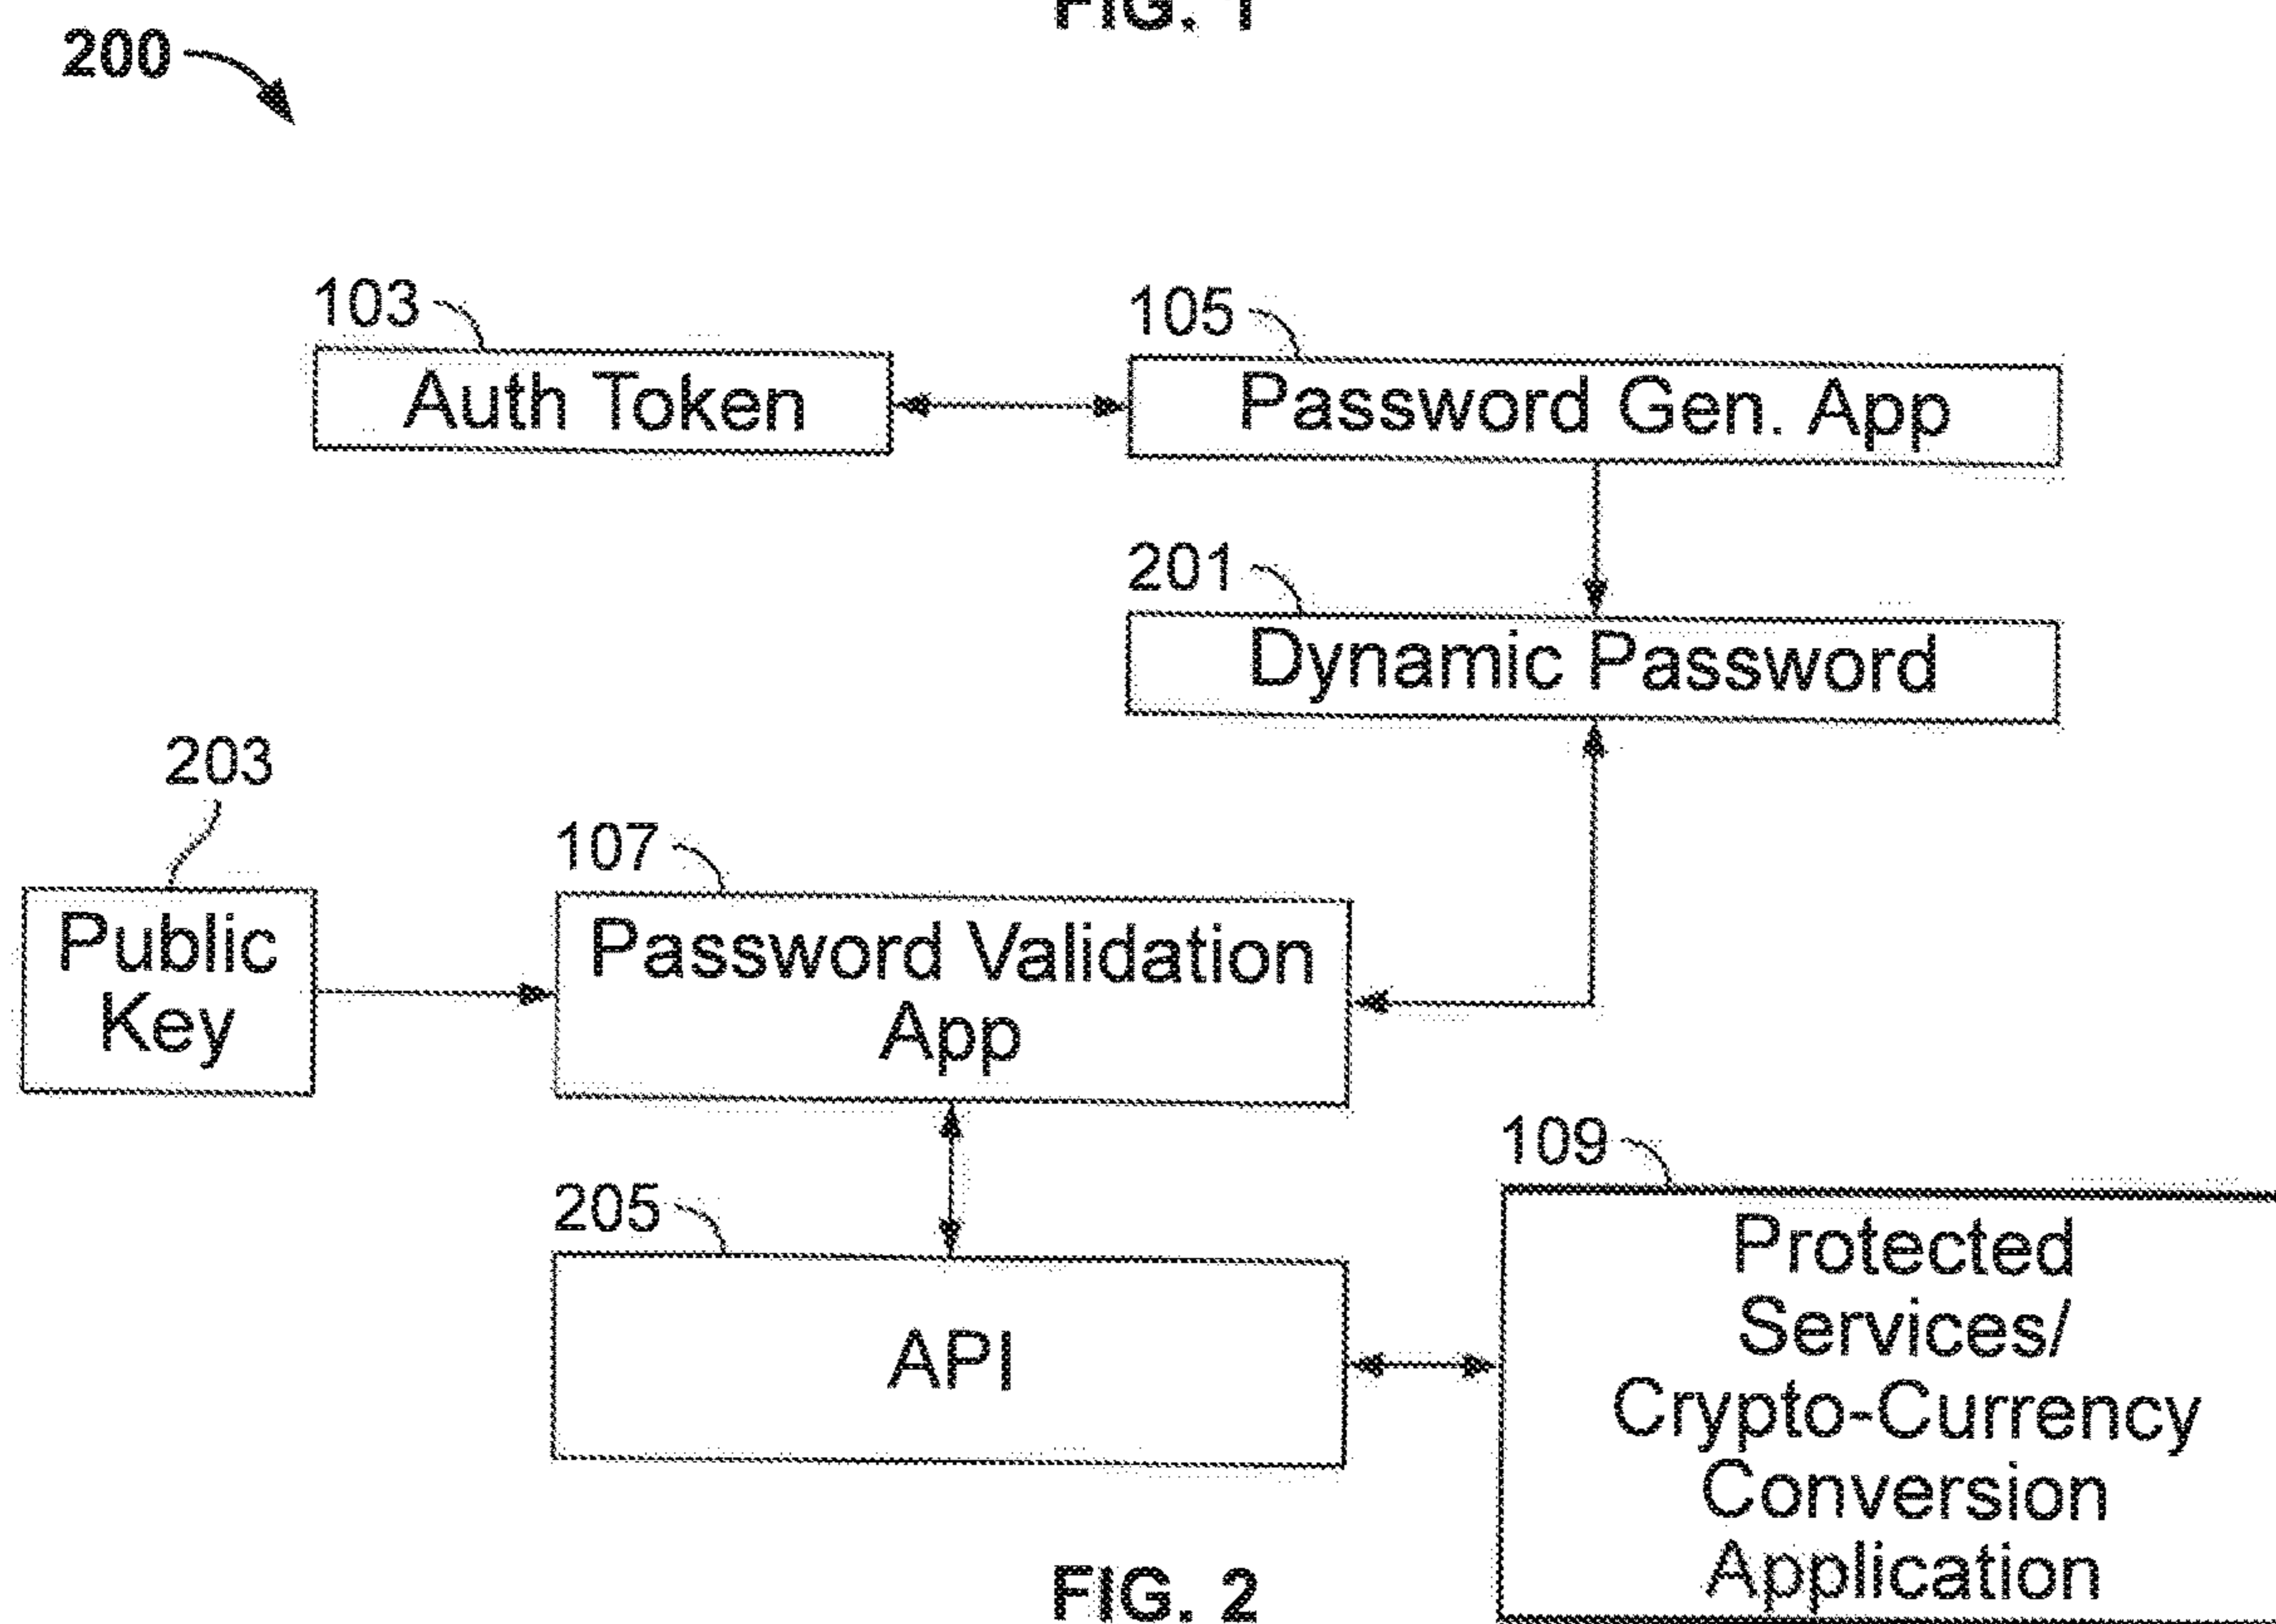 FIG. 1
200
103
Auth Token
105
Password Gen. App
201
Dynamic Password
203
Public
Key
107
Password Validation
App
205
API
109
Protected
Services/
Crypto-Currency
Conversion
Application
FIG. 2